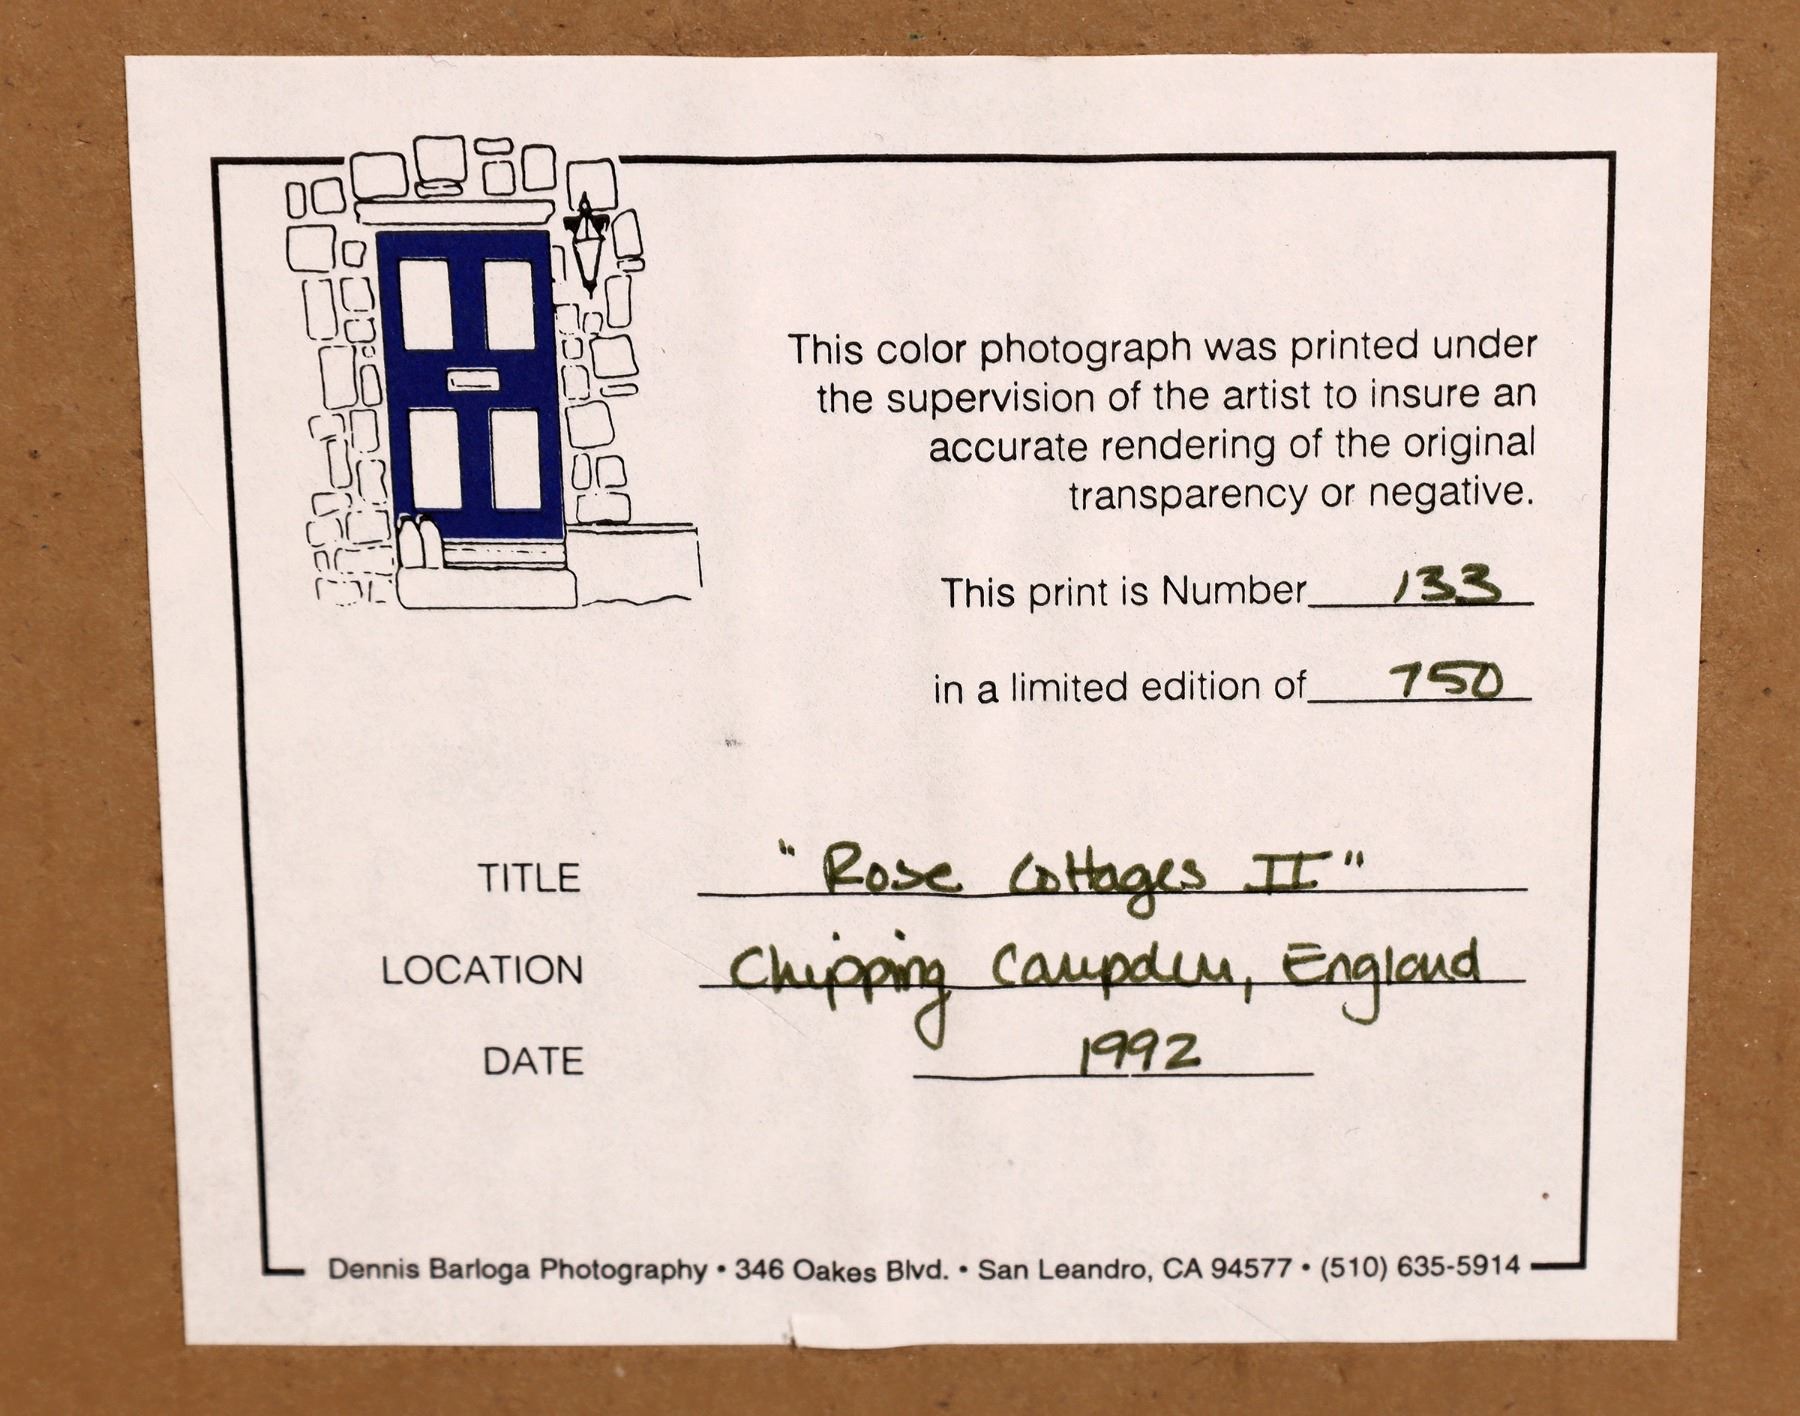 This color photograph was printed under
the supervision of the artist to insure an
accurate rendering of the original
transparency or negative.
This print is Number 133
in a limited edition of 750
TITLE "Rose Cottages II"
LOCATION Chipping Campden, England
DATE 1992
Dennis Barloga Photography • 346 Oakes Blvd. • San Leandro, CA 94577 • (510) 635-5914